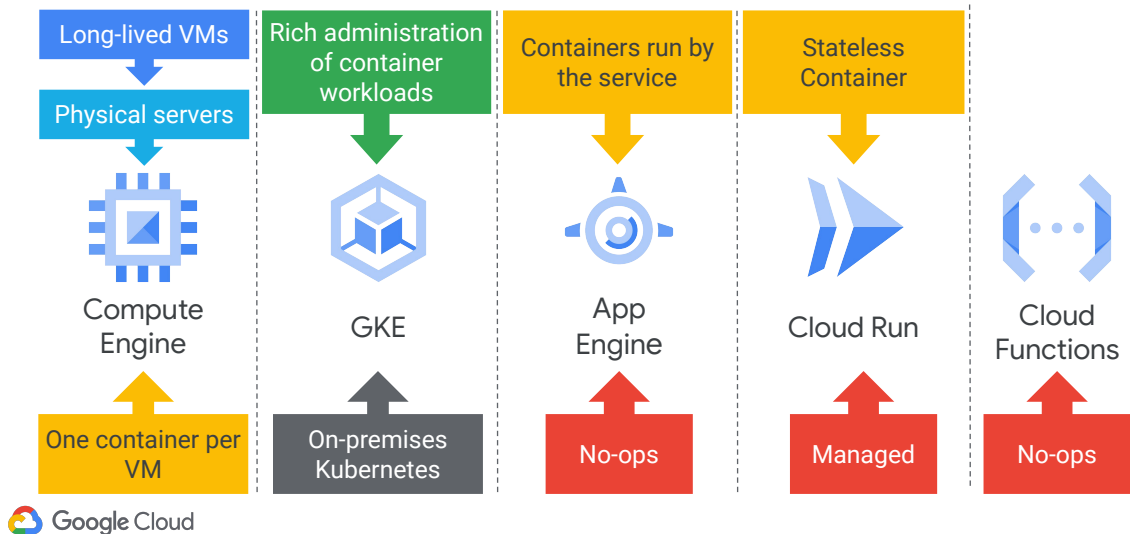 Long-lived VMs
Physical servers
Compute
Engine
One container per
VM
Rich administration
of container
workloads
GKE
On-premises
Kubernetes
Containers run by
the service
App
Engine
No-ops
Stateless
Container
Cloud Run
Managed
Cloud
Functions
No-ops
Google Cloud